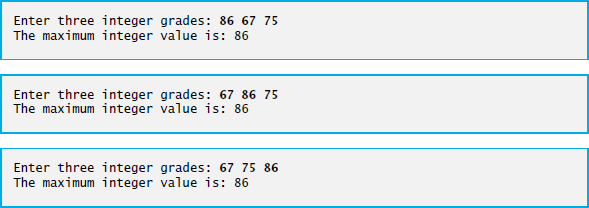 Enter three integer grades: 86 67 75
The maximum integer value is: 86
Enter three integer grades: 67 86 75
The maximum integer value is: 86
Enter three integer grades: 67 75 86
The maximum integer value is: 86